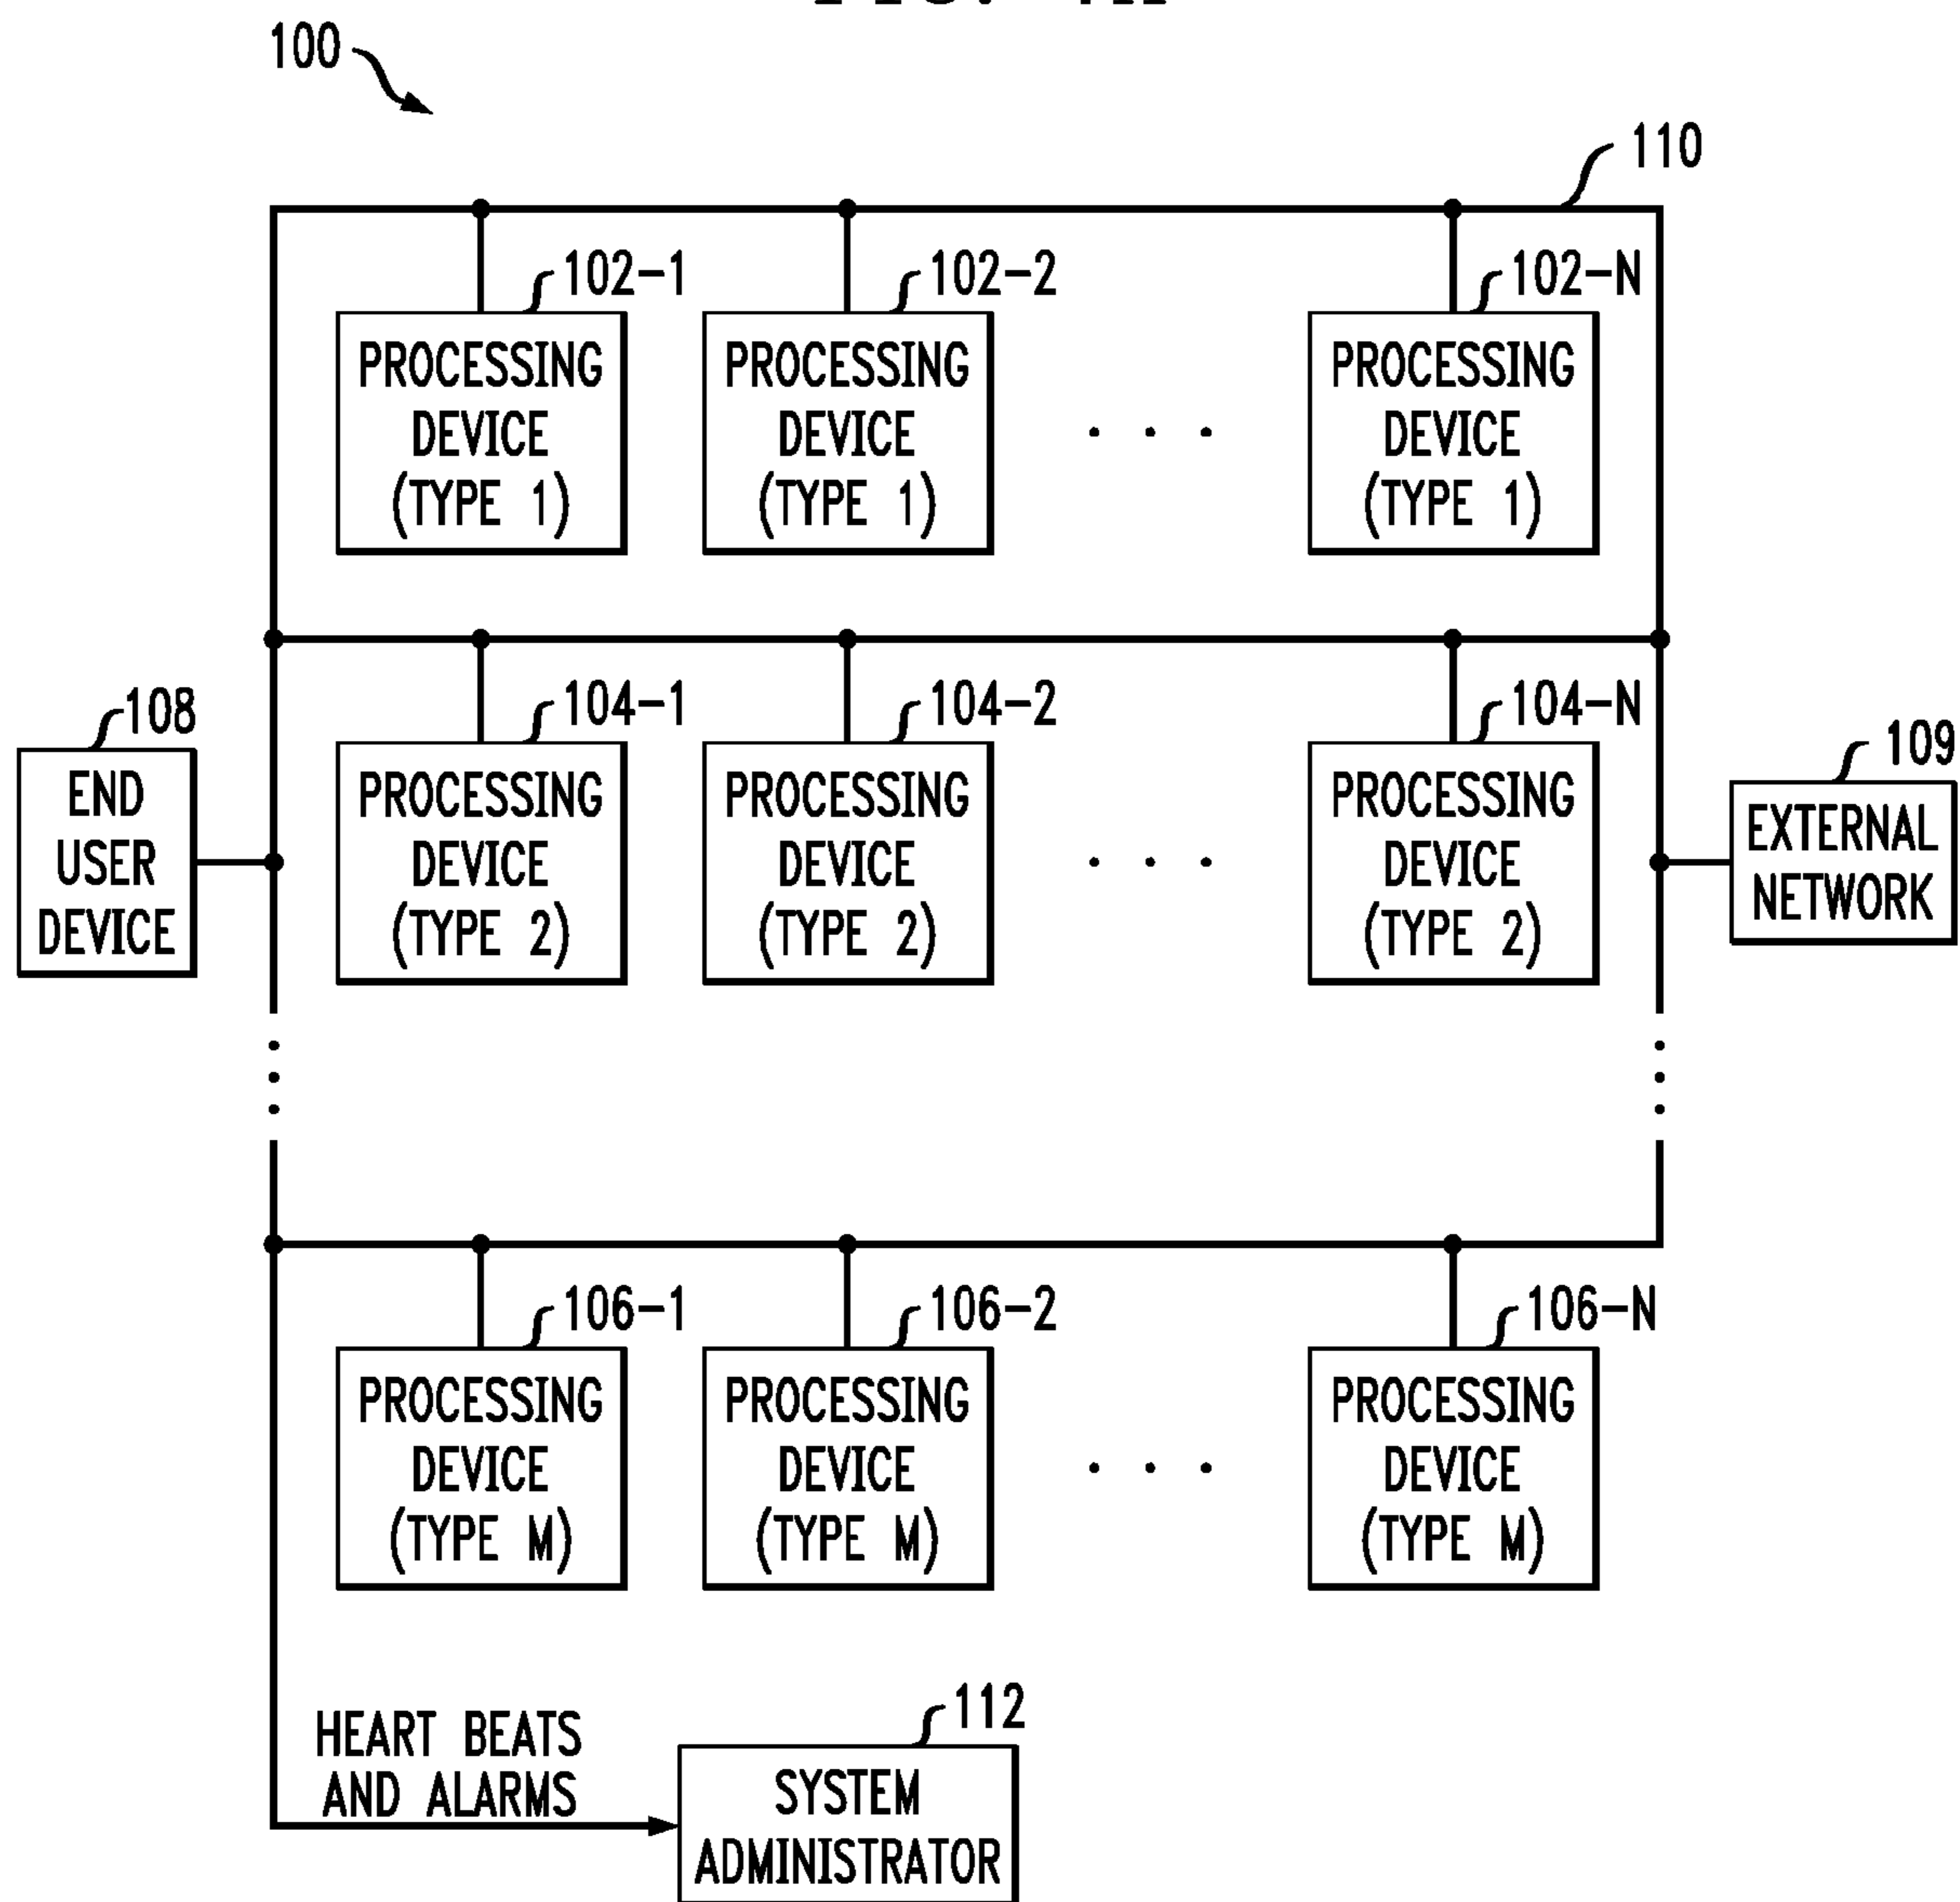 100
110
102-1
102-2
102-N
PROCESSING
DEVICE
(TYPE 1)
PROCESSING
DEVICE
(TYPE 1)
. . .
PROCESSING
DEVICE
(TYPE 1)
104-1
104-2
104-N
108
END
USER
DEVICE
PROCESSING
DEVICE
(TYPE 2)
PROCESSING
DEVICE
(TYPE 2)
. . .
PROCESSING
DEVICE
(TYPE 2)
109
EXTERNAL
NETWORK
106-1
106-2
106-N
PROCESSING
DEVICE
(TYPE M)
PROCESSING
DEVICE
(TYPE M)
. . .
PROCESSING
DEVICE
(TYPE M)
HEART BEATS
AND ALARMS
112
SYSTEM
ADMINISTRATOR